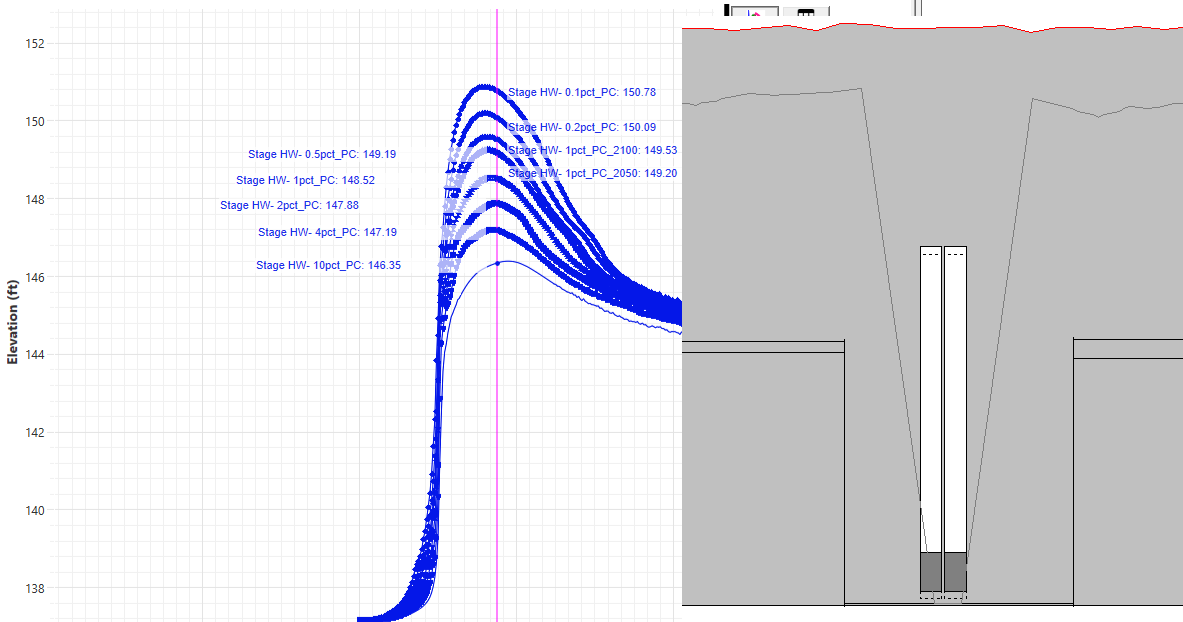 152
Stage HW- 0.1pct_PC: 150.78
150
Stage HW- 0.2pct_PC: 150.09
Stage HW- 0.5pct_PC: 149.19
Stage HW- 1pct_PC_2100: 149.53
Stage HW- 1pct_PC_2050: 149.20
Stage HW- 1pct_PC: 148.52
148
Stage HW- 2pct_PC: 147.88
Stage HW- 4pct_PC: 147.19
Stage HW- 10pct_PC: 146.35
146
Elevation (ft)
144
142
140
138